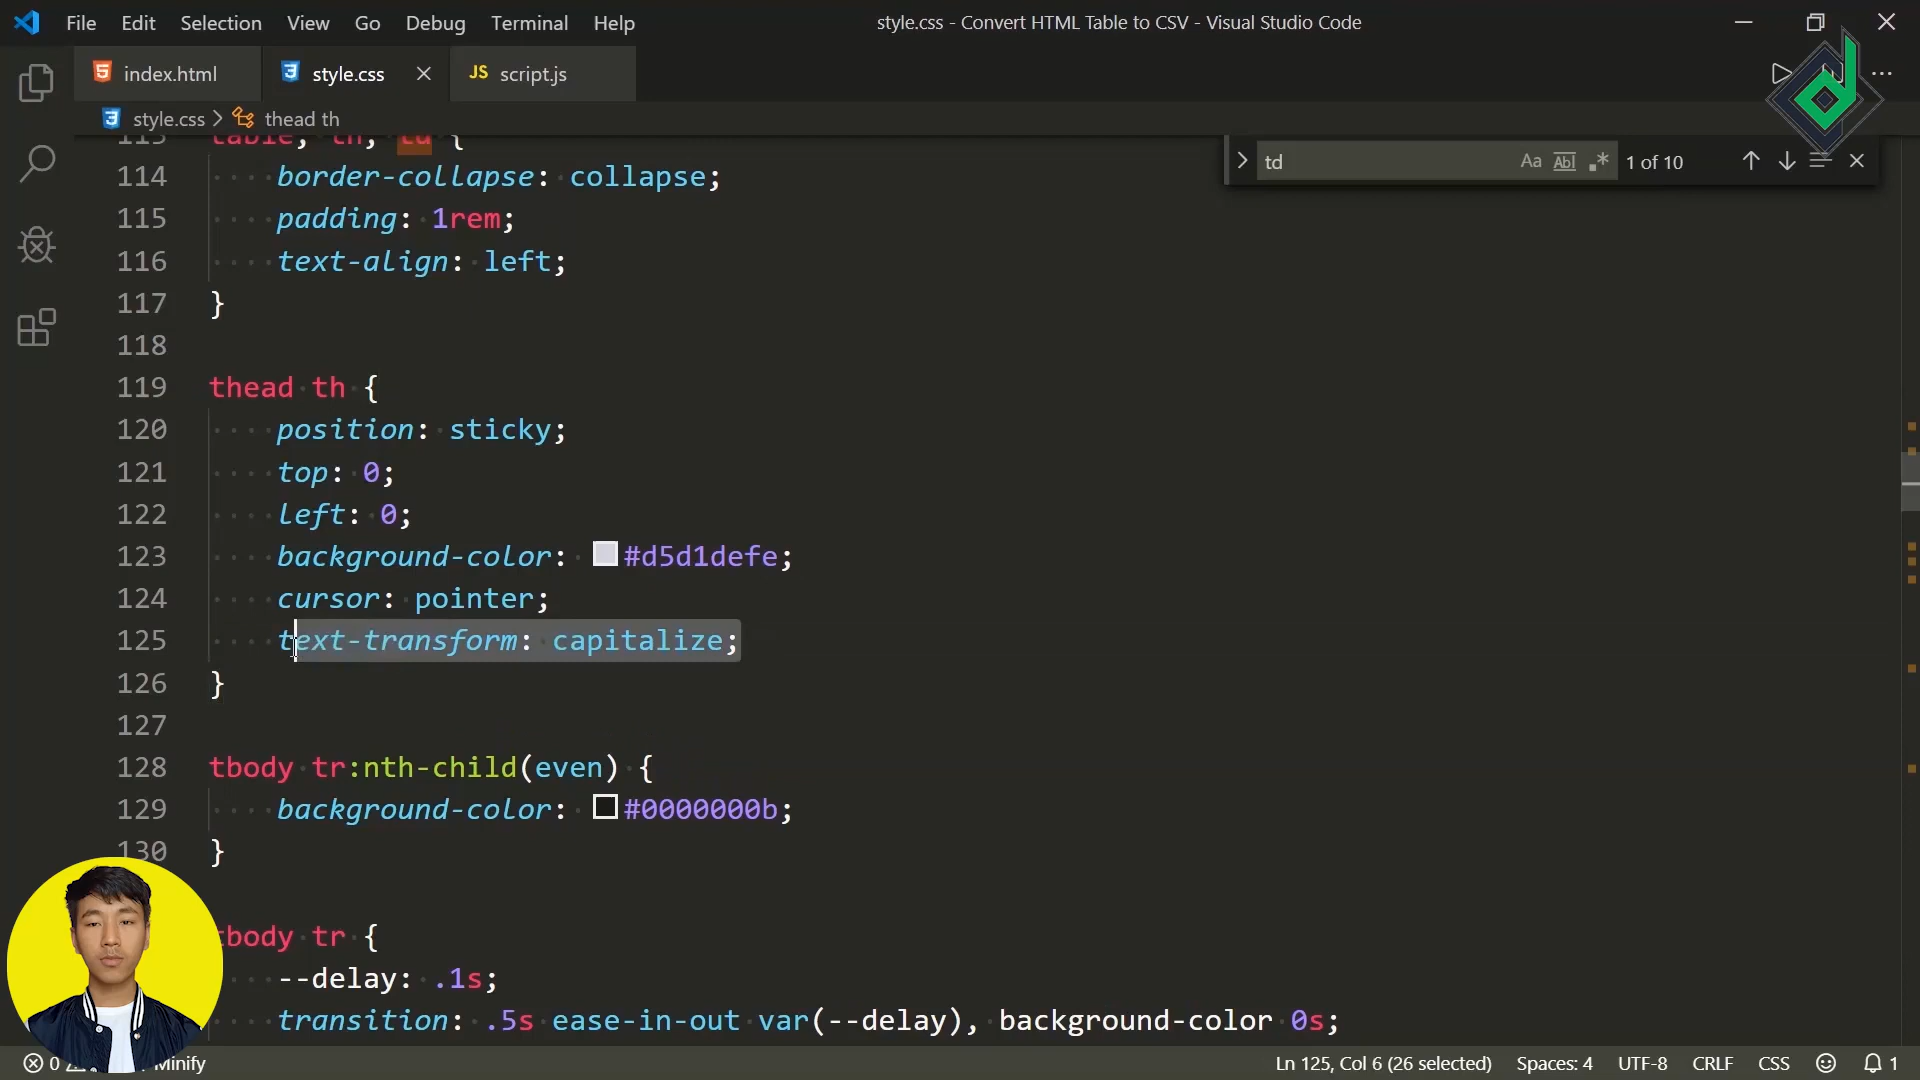 File Edit Selection View Go Debug Terminal Help style.css - Convert HTML Table to CSV - Visual Studio Code
index.html style.css JS script.js
style.css > thead th
td Aa Abl .* 1 of 10
113 table, th, td {
114 border-collapse: collapse;
115 padding: 1rem;
116 text-align: left;
117 }
118
119 thead th {
120 position: sticky;
121 top: 0;
122 left: 0;
123 background-color: #d5d1defe;
124 cursor: pointer;
125 text-transform: capitalize;
126 }
127
128 tbody tr:nth-child(even) {
129 background-color: #0000000b;
130 }
tbody tr {
--delay: .1s;
transition: .5s ease-in-out var(--delay), background-color 0s;
0 Minify Ln 125, Col 6 (26 selected) Spaces: 4 UTF-8 CRLF CSS 1